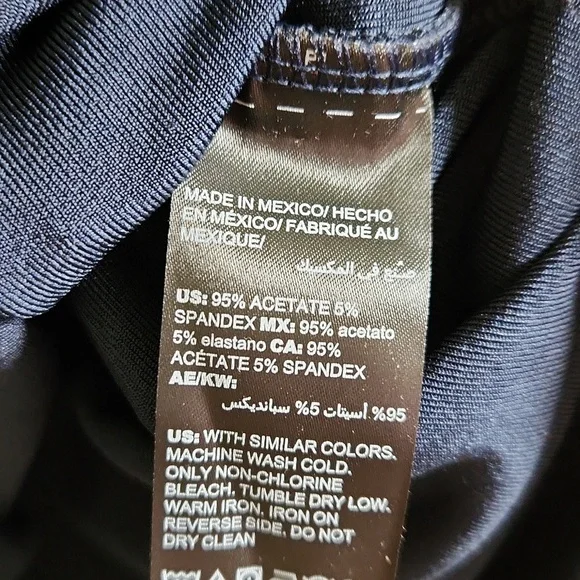 MADE IN MEXICO/ HECHO
EN MÉXICO/ FABRIQUÉ AU
MEXIQUE/
صنع في المكسيك
US: 95% ACETATE 5%
SPANDEX MX: 95% acetato
5% elastano CA: 95%
ACÉTATE 5% SPANDEX
AE/KW:
95% أسيتات 5% سبانديكس
US: WITH SIMILAR COLORS.
MACHINE WASH COLD.
ONLY NON-CHLORINE
BLEACH. TUMBLE DRY LOW.
WARM IRON. IRON ON
REVERSE SIDE. DO NOT
DRY CLEAN